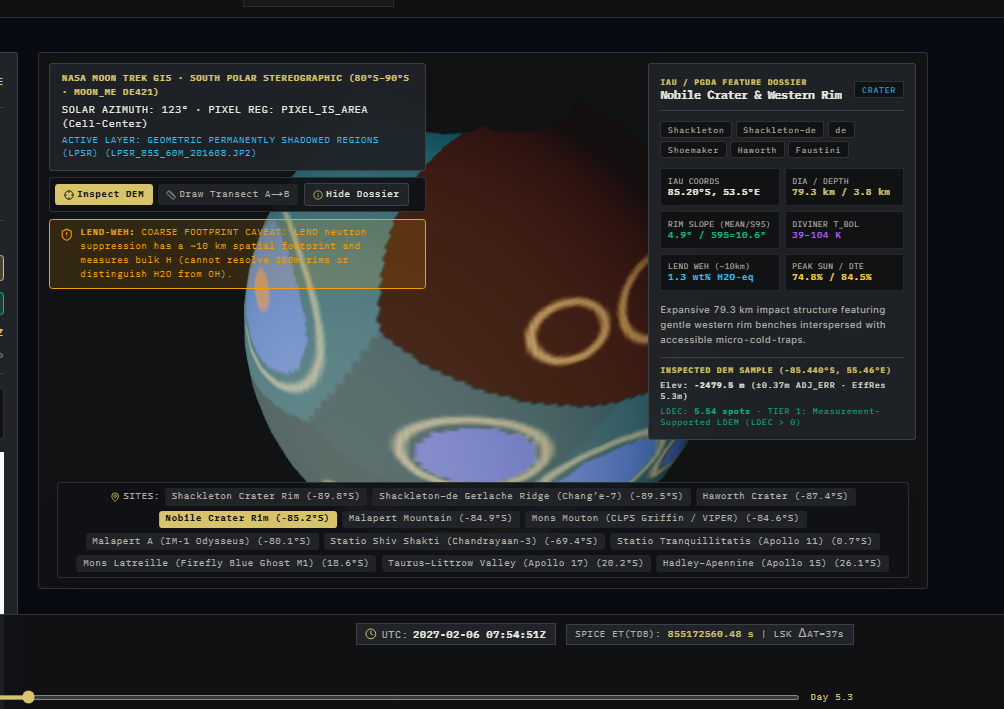 NASA MOON TREK GIS · SOUTH POLAR STEREOGRAPHIC (80°S–90°S
· MOON_ME DE421)
SOLAR AZIMUTH: 123° · PIXEL REG: PIXEL_IS_AREA
(Cell-Center)
ACTIVE LAYER: GEOMETRIC PERMANENTLY SHADOWED REGIONS
(LPSR) (LPSR_85S_60M_201608.JP2)
Inspect DEM
Draw Transect A→B
Hide Dossier
LEND-WEH: COARSE FOOTPRINT CAVEAT: LEND neutron
suppression has a ~10 km spatial footprint and
measures bulk H (cannot resolve 100m rims or
distinguish H2O from OH).
IAU / PGDA FEATURE DOSSIER
Nobile Crater & Western Rim
CRATER
Shackleton
Shackleton-de
de
Shoemaker
Haworth
Faustini
IAU COORDS
85.20°S, 53.5°E
DIA / DEPTH
79.3 km / 3.8 km
RIM SLOPE (MEAN/S95)
4.9° / S95=10.6°
DIVINER T_BOL
39–104 K
LEND WEH (~10km)
1.3 wt% H2O-eq
PEAK SUN / DTE
74.8% / 84.5%
Expansive 79.3 km impact structure featuring
gentle western rim benches interspersed with
accessible micro-cold-traps.
INSPECTED DEM SAMPLE (-85.440°S, 55.46°E)
Elev: -2479.5 m (±0.37m ADJ_ERR · EffRes
5.3m)
LDEC: 5.54 spots · TIER 1: Measurement-
Supported LDEM (LDEC > 0)
SITES:
Shackleton Crater Rim (-89.8°S)
Shackleton-de Gerlache Ridge (Chang'e-7) (-89.5°S)
Haworth Crater (-87.4°S)
Nobile Crater Rim (-85.2°S)
Malapert Mountain (-84.9°S)
Mons Mouton (CLPS Griffin / VIPER) (-84.6°S)
Malapert A (IM-1 Odysseus) (-80.1°S)
Statio Shiv Shakti (Chandrayaan-3) (-69.4°S)
Statio Tranquillitatis (Apollo 11) (0.7°S)
Mons Latreille (Firefly Blue Ghost M1) (18.6°S)
Taurus-Littrow Valley (Apollo 17) (20.2°S)
Hadley-Apennine (Apollo 15) (26.1°S)
UTC: 2027-02-06 07:54:51Z
SPICE ET(TDB): 855172560.48 s | LSK ΔAT=37s
Day 5.3